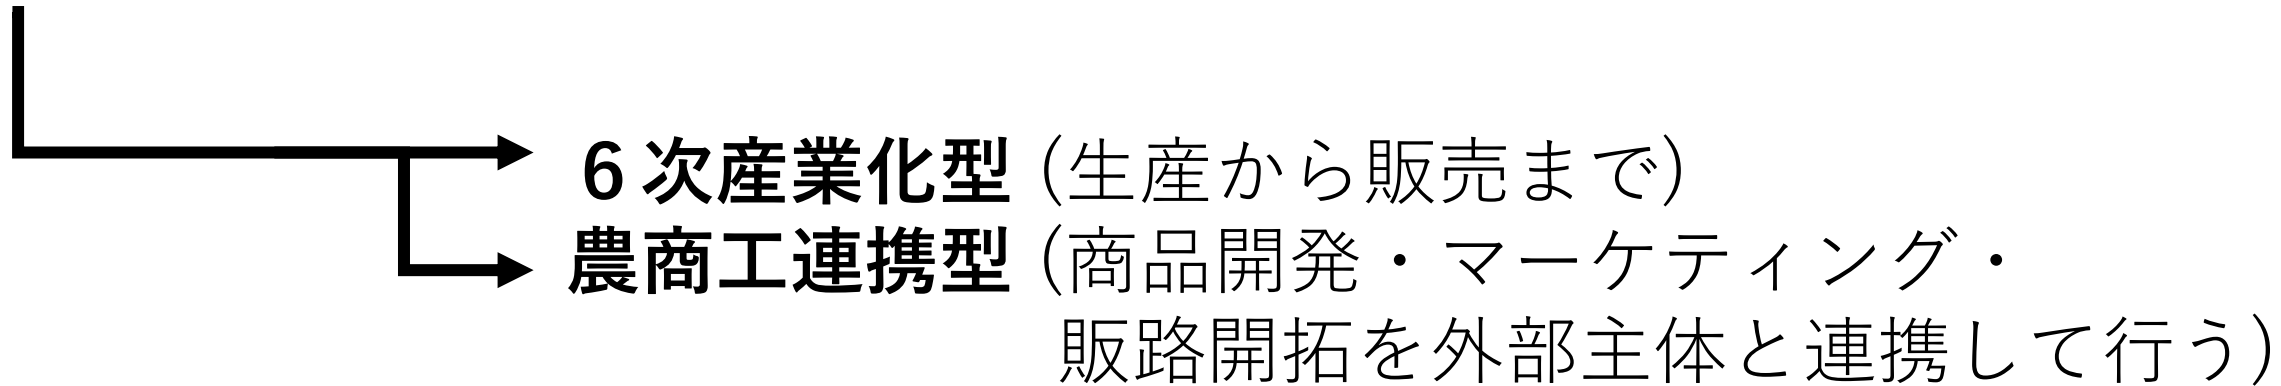 ６次産業化型（生産から販売まで）
農商工連携型（商品開発・マーケティング・
販路開拓を外部主体と連携して行う）